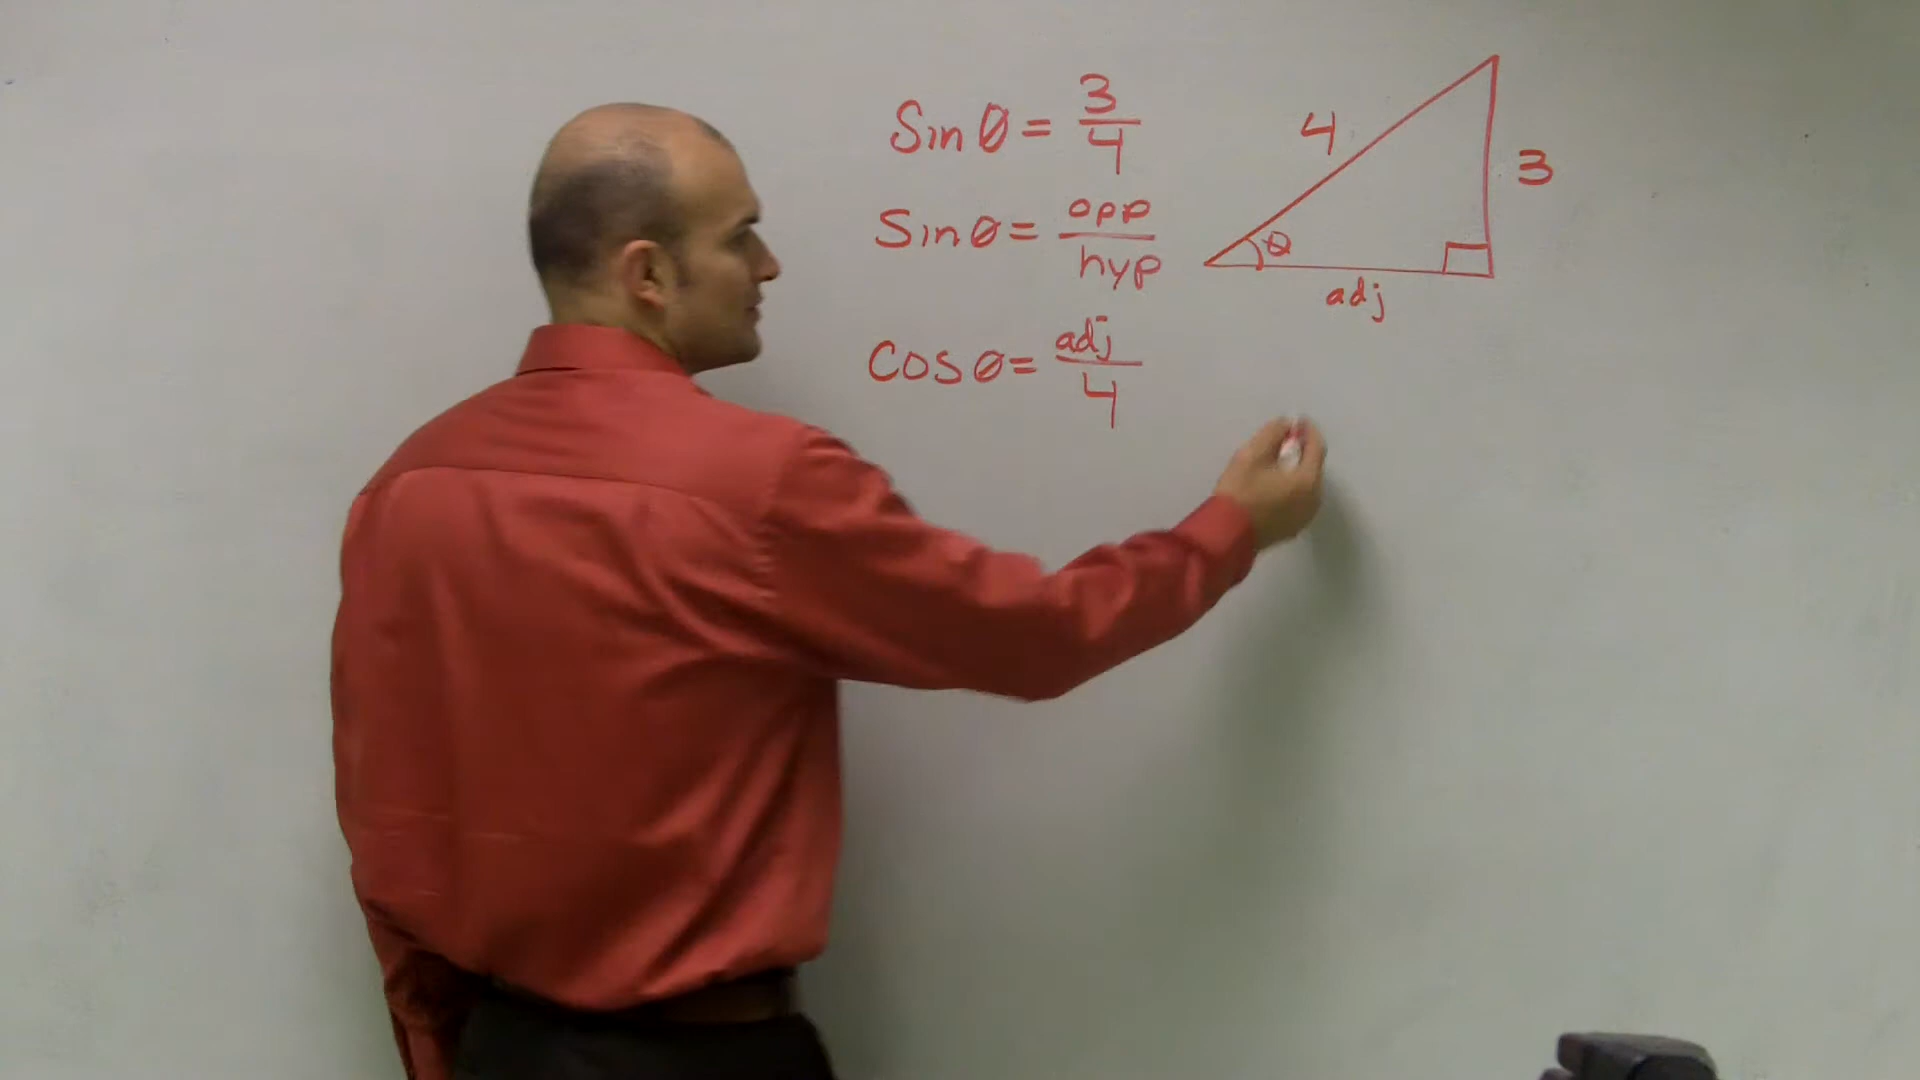 Sin θ = 3/4
Sin θ = opp/hyp
cos θ = adj/4
4
3
θ
adj